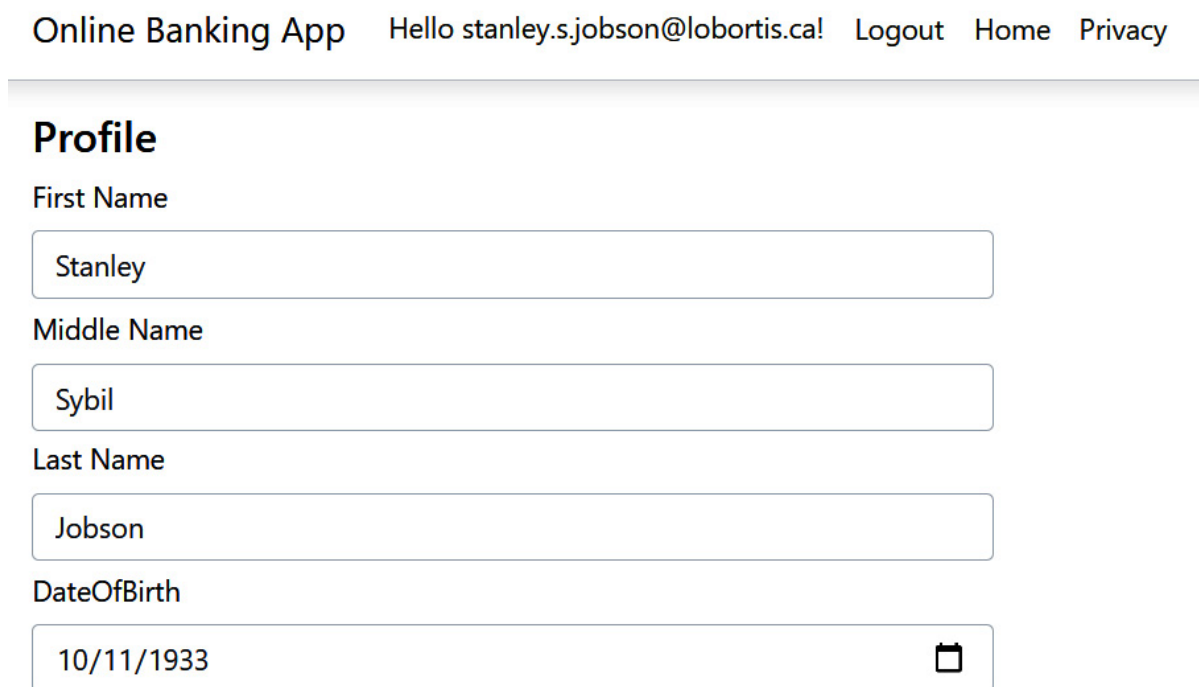 Online Banking App Hello stanley.s.jobson@lobortis.ca! Logout Home Privacy
Profile
First Name
Stanley
Middle Name
Sybil
Last Name
Jobson
DateOfBirth
10/11/1933